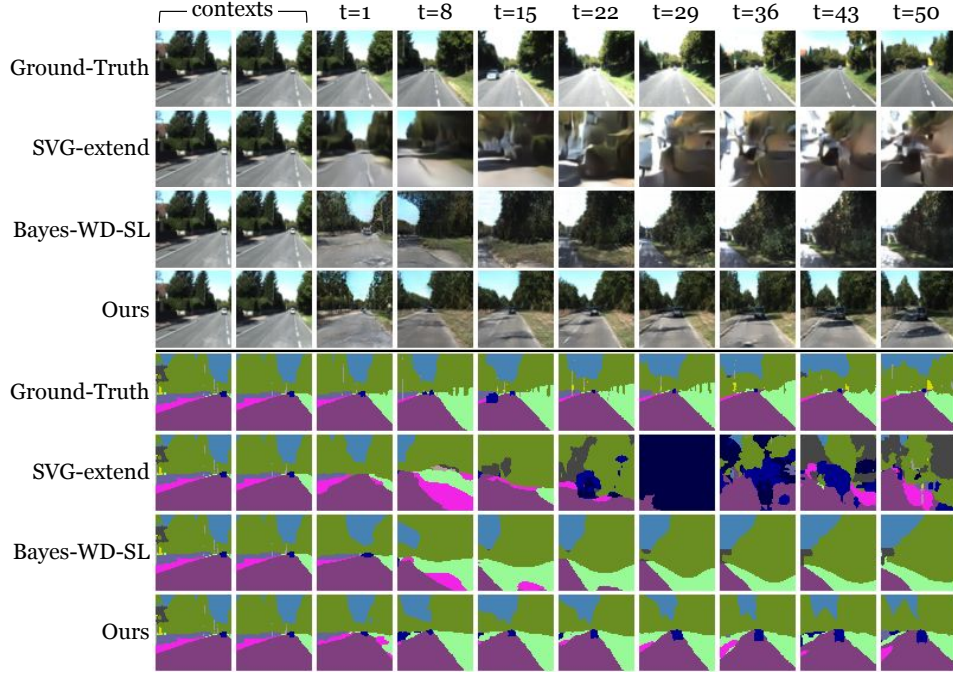 contexts t=1 t=8 t=15 t=22 t=29 t=36 t=43 t=50
Ground-Truth
SVG-extend
Bayes-WD-SL
Ours
Ground-Truth
SVG-extend
Bayes-WD-SL
Ours